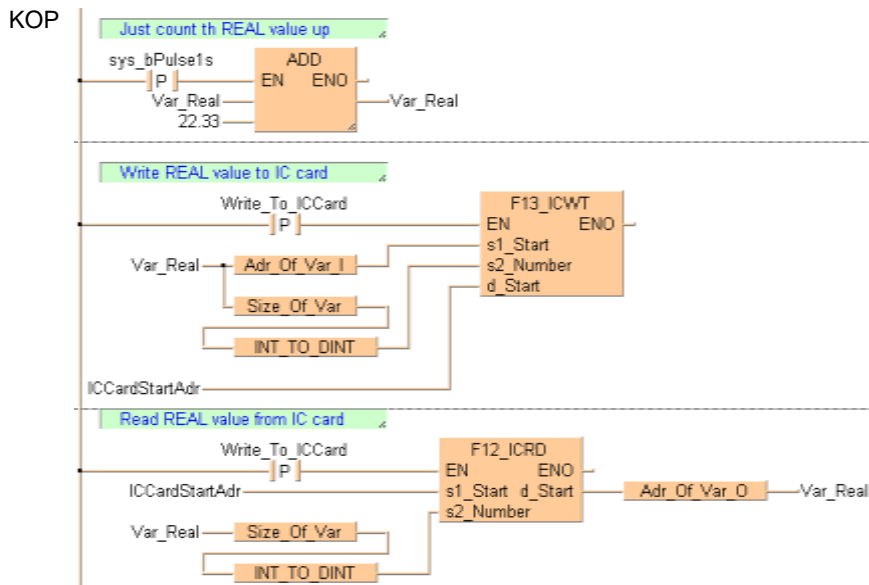 KOP
Just count th REAL value up
sys_bPulse1s
ADD
P
EN ENO
Var_Real
Var_Real
22.33
Write REAL value to IC card
Write_To_ICCard
F13_ICWT
P
EN ENO
s1_Start
Var_Real
Adr_Of_Var_I
s2_Number
d_Start
Size_Of_Var
INT_TO_DINT
ICCardStartAdr
Read REAL value from IC card
Write_To_ICCard
F12_ICRD
P
EN ENO
ICCardStartAdr
s1_Start d_Start
Adr_Of_Var_O
Var_Real
s2_Number
Var_Real
Size_Of_Var
INT_TO_DINT